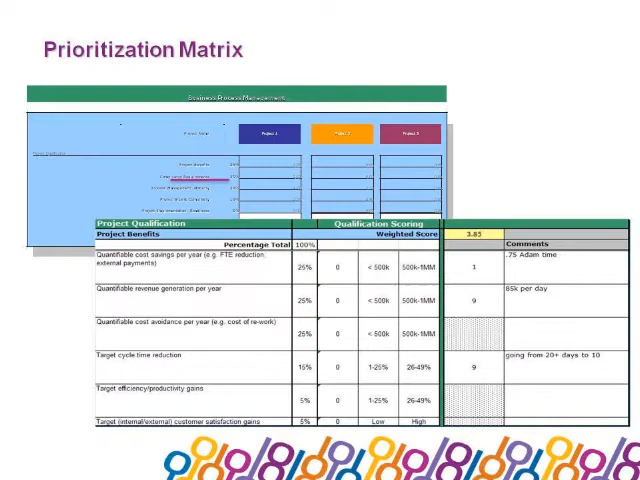 Prioritization Matrix
Business Process Management
Project Name Project 1 Project 2 Project 3
Project Benefits
Project Qualification Qualification Scoring
Project Benefits Weighted Score 3.85
Percentage Total 100% Comments
Quantifiable cost savings per year (e.g. FTE reduction,
external payments) 25% 0 < 500k 500k-1MM 1 .75 Adam time
Quantifiable revenue generation per year 25% 0 < 500k 500k-1MM 9 85k per day
Quantifiable cost avoidance per year (e.g. cost of re-work) 25% 0 < 500k 500k-1MM
Target cycle time reduction 15% 0 1-25% 26-49% 9 going from 20+ days to 10
Target efficiency/productivity gains 5% 0 1-25% 26-49%
Target (internal/external) customer satisfaction gains 5% 0 Low High